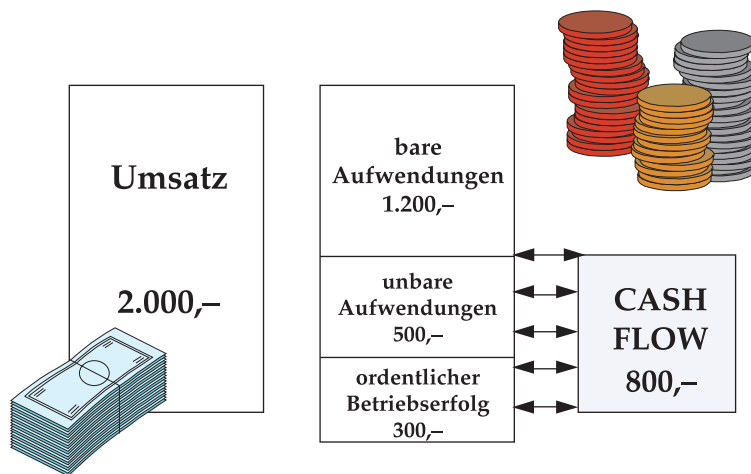 Umsatz
2.000,–
bare
Aufwendungen
1.200,–
unbare
Aufwendungen
500,–
ordentlicher
Betriebserfolg
300,–
CASH
FLOW
800,–